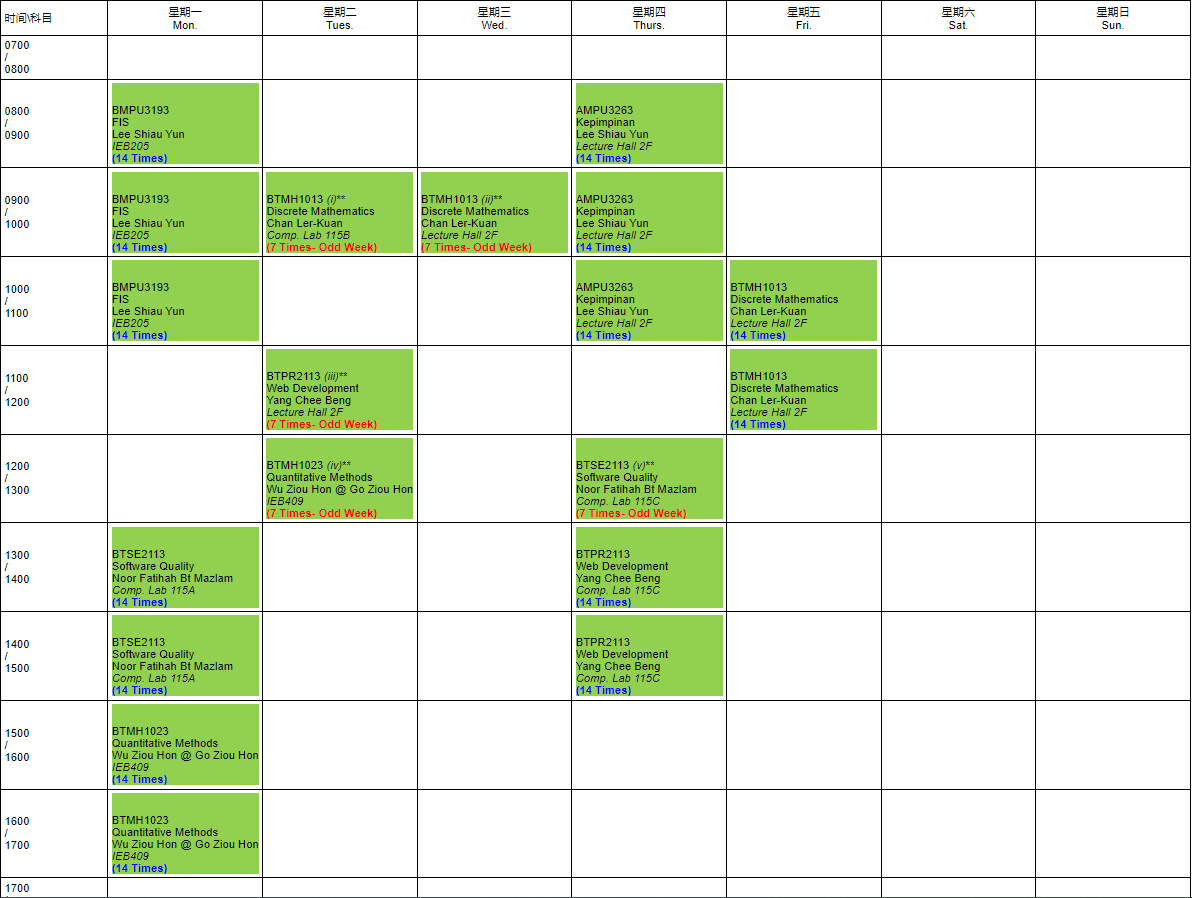 时间\科目
星期一
Mon.
星期二
Tues.
星期三
Wed.
星期四
Thurs.
星期五
Fri.
星期六
Sat.
星期日
Sun.
0700
/
0800
0800
/
0900
BMPU3193
FIS
Lee Shiau Yun
IEB205
(14 Times)
AMPU3263
Kepimpinan
Lee Shiau Yun
Lecture Hall 2F
(14 Times)
0900
/
1000
BMPU3193
FIS
Lee Shiau Yun
IEB205
(14 Times)
BTMH1013 (i)**
Discrete Mathematics
Chan Ler-Kuan
Comp. Lab 115B
(7 Times- Odd Week)
BTMH1013 (ii)**
Discrete Mathematics
Chan Ler-Kuan
Lecture Hall 2F
(7 Times- Odd Week)
AMPU3263
Kepimpinan
Lee Shiau Yun
Lecture Hall 2F
(14 Times)
1000
/
1100
BMPU3193
FIS
Lee Shiau Yun
IEB205
(14 Times)
AMPU3263
Kepimpinan
Lee Shiau Yun
Lecture Hall 2F
(14 Times)
BTMH1013
Discrete Mathematics
Chan Ler-Kuan
Lecture Hall 2F
(14 Times)
1100
/
1200
BTPR2113 (iii)**
Web Development
Yang Chee Beng
Lecture Hall 2F
(7 Times- Odd Week)
BTMH1013
Discrete Mathematics
Chan Ler-Kuan
Lecture Hall 2F
(14 Times)
1200
/
1300
BTMH1023 (iv)**
Quantitative Methods
Wu Ziou Hon @ Go Ziou Hon
IEB409
(7 Times- Odd Week)
BTSE2113 (v)**
Software Quality
Noor Fatihah Bt Mazlam
Comp. Lab 115C
(7 Times- Odd Week)
1300
/
1400
BTSE2113
Software Quality
Noor Fatihah Bt Mazlam
Comp. Lab 115A
(14 Times)
BTPR2113
Web Development
Yang Chee Beng
Comp. Lab 115C
(14 Times)
1400
/
1500
BTSE2113
Software Quality
Noor Fatihah Bt Mazlam
Comp. Lab 115A
(14 Times)
BTPR2113
Web Development
Yang Chee Beng
Comp. Lab 115C
(14 Times)
1500
/
1600
BTMH1023
Quantitative Methods
Wu Ziou Hon @ Go Ziou Hon
IEB409
(14 Times)
1600
/
1700
BTMH1023
Quantitative Methods
Wu Ziou Hon @ Go Ziou Hon
IEB409
(14 Times)
1700